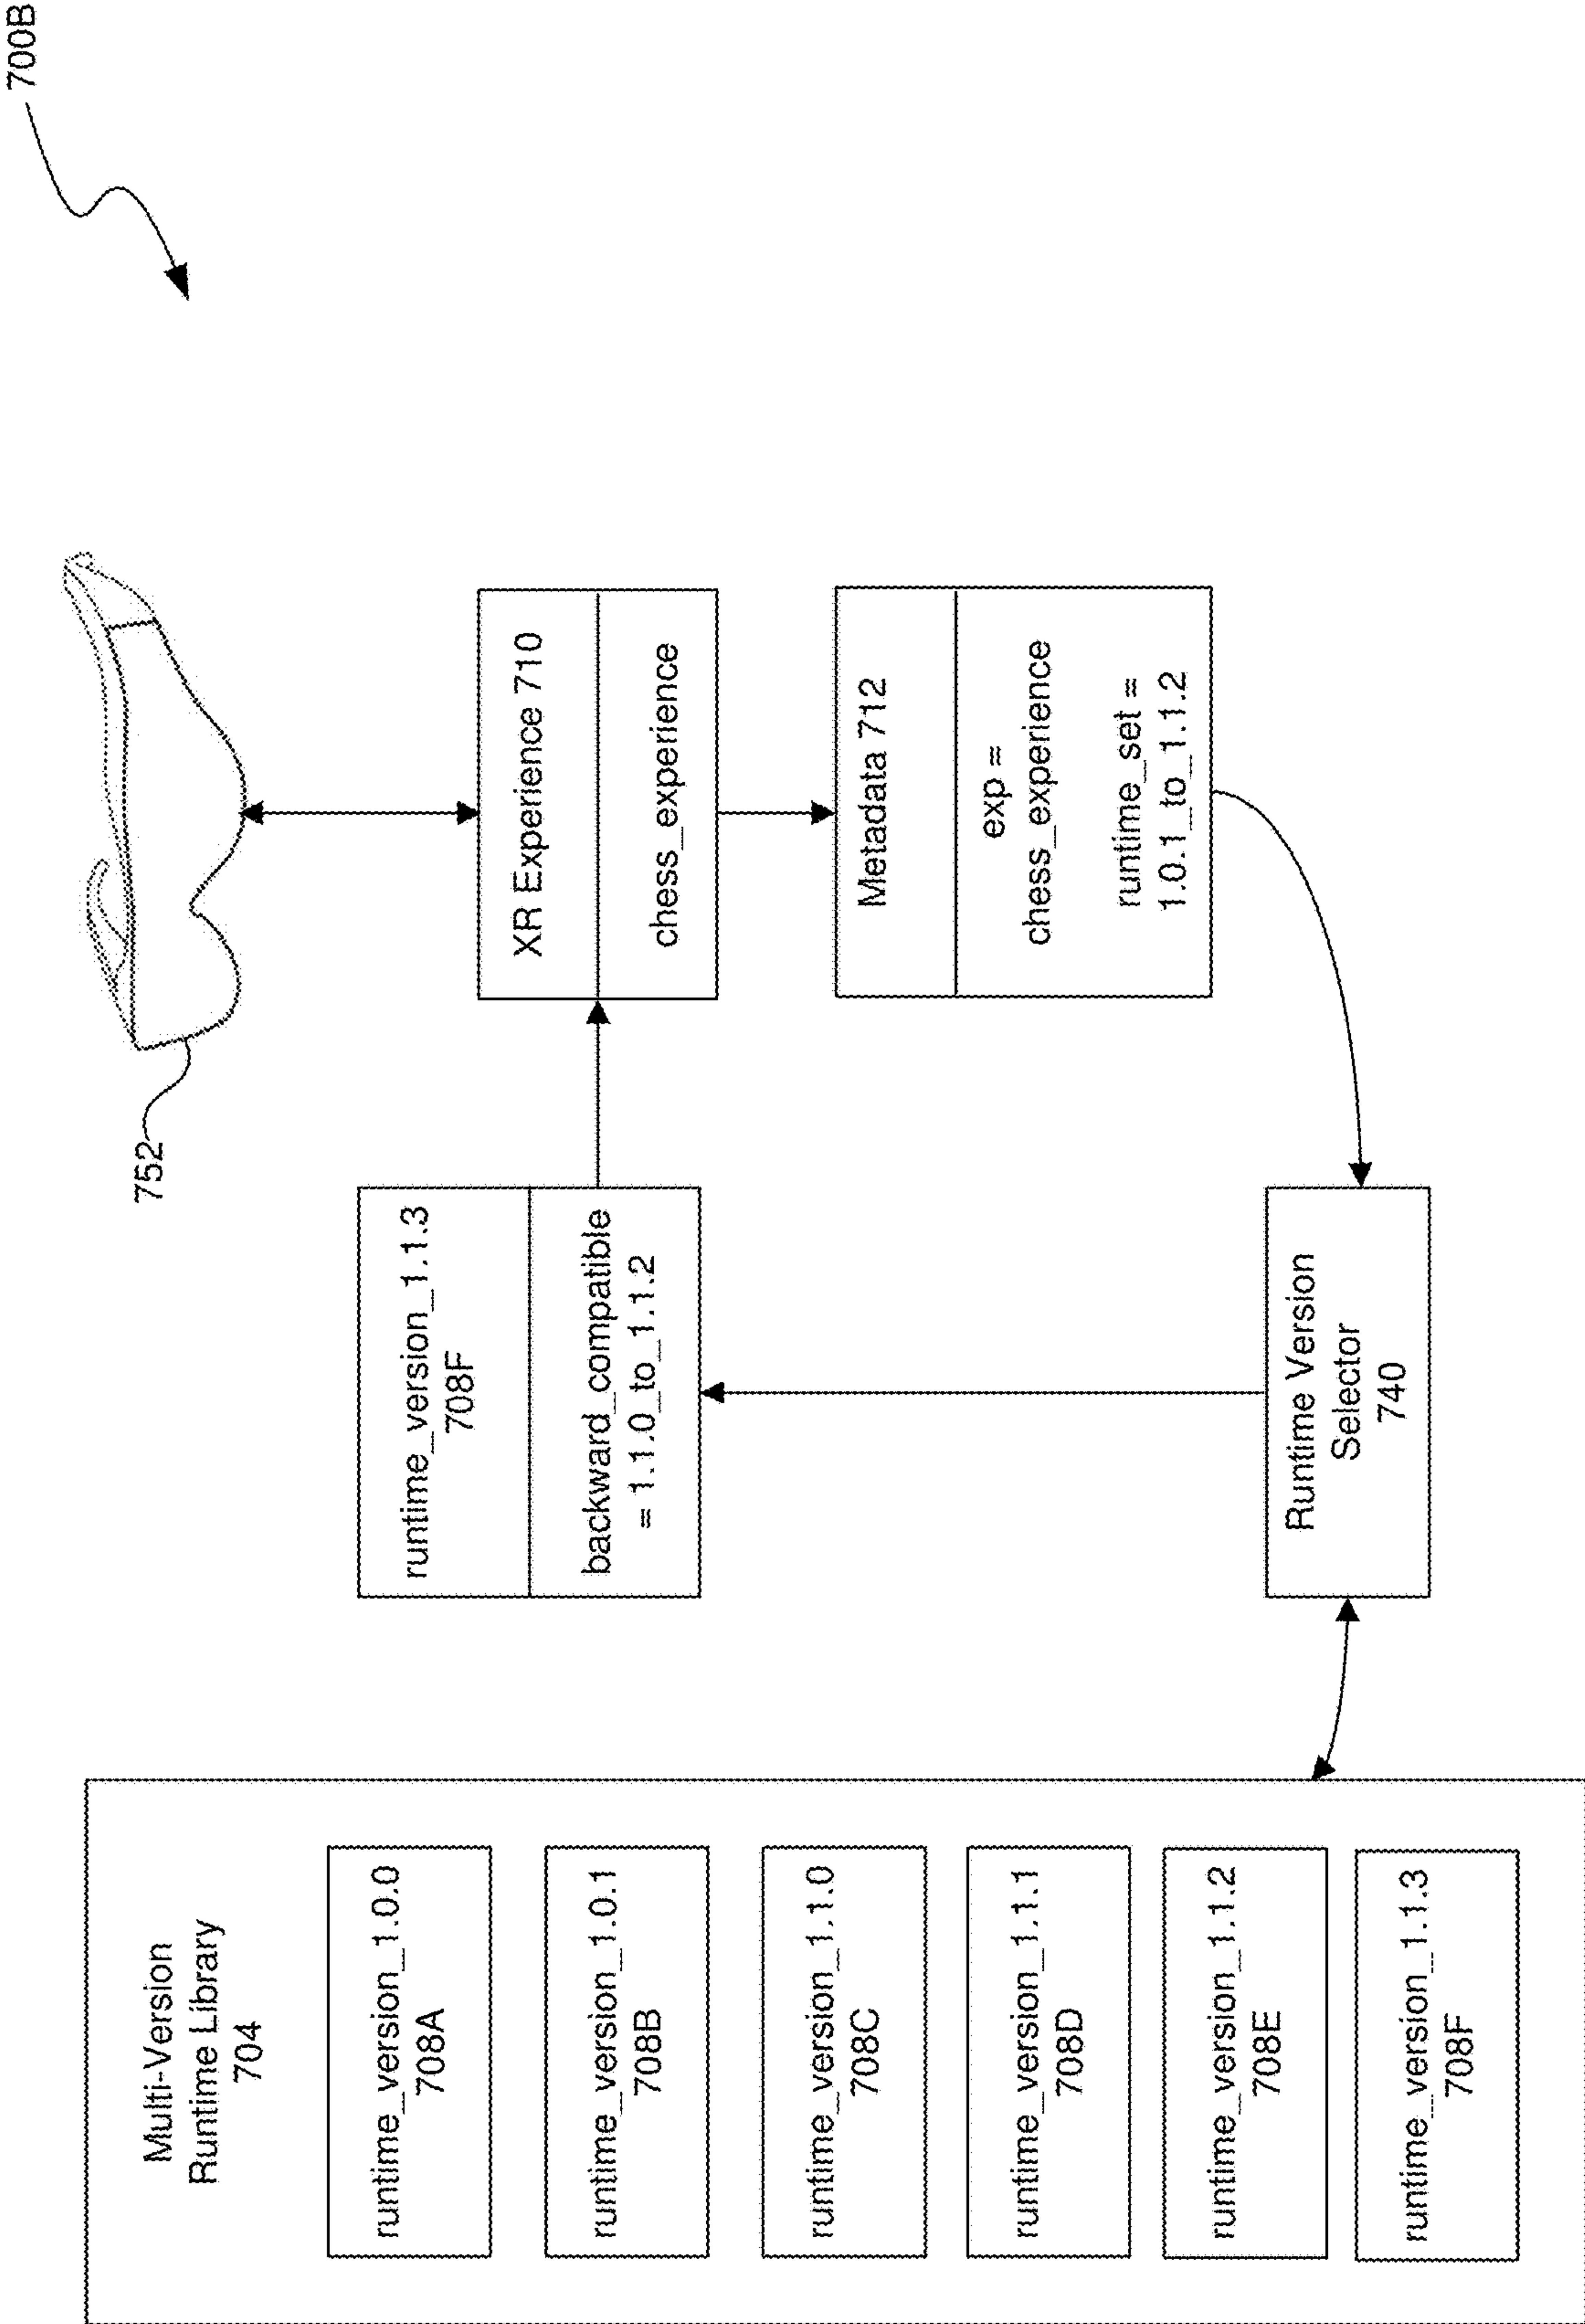 700B
Multi-Version
Runtime Library
704
runtime_version_1.0.0
708A
runtime_version_1.0.1
708B
runtime_version_1.1.0
708C
runtime_version_1.1.1
708D
runtime_version_1.1.2
708E
runtime_version_1.1.3
708F
runtime_version_1.1.3
708F
backward_compatible
= 1.1.0_to_1.1.2
Runtime Version
Selector
740
752
XR Experience 710
chess_experience
Metadata 712
exp =
chess_experience
runtime_set =
1.0.1_to_1.1.2